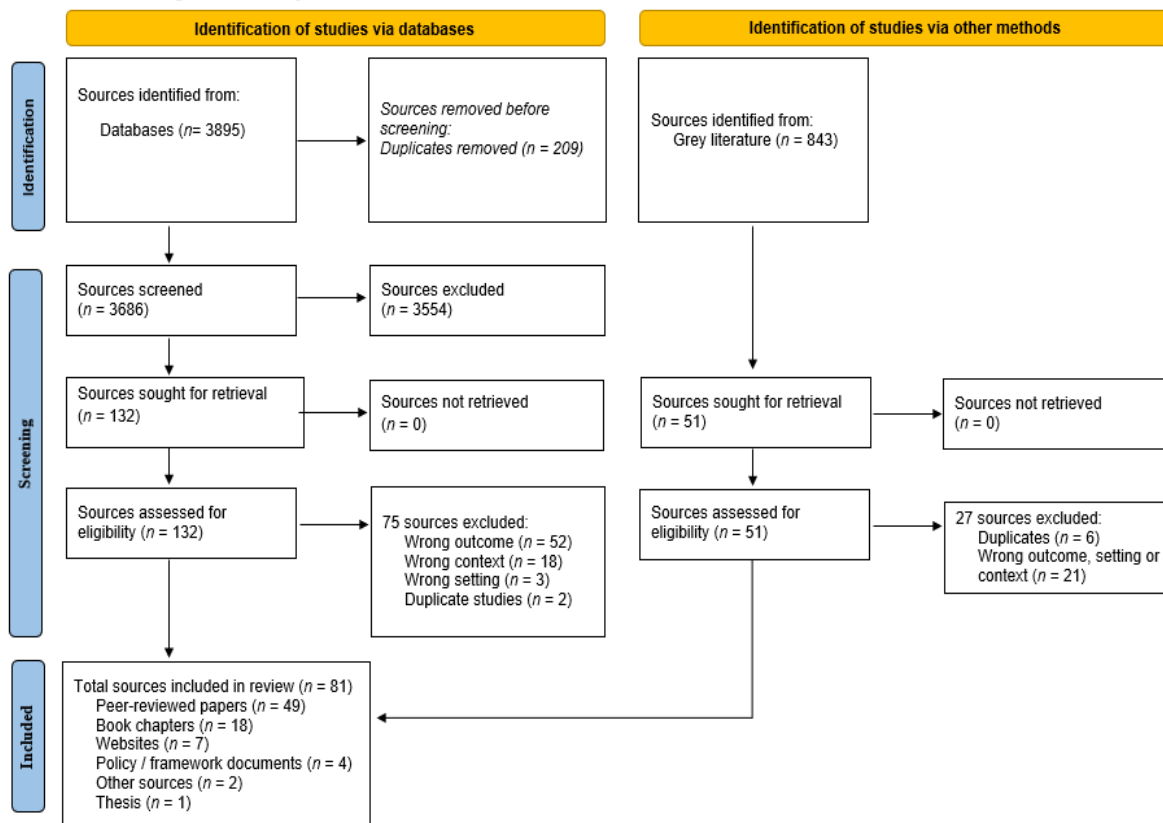 Identification of studies via databases
Identification of studies via other methods
Identification
Sources identified from:
Databases (n= 3895)
Sources removed before
screening:
Duplicates removed (n = 209)
Sources identified from:
Grey literature (n = 843)
Screening
Sources screened
(n = 3686)
Sources excluded
(n = 3554)
Sources sought for retrieval
(n = 132)
Sources not retrieved
(n = 0)
Sources sought for retrieval
(n = 51)
Sources not retrieved
(n = 0)
Sources assessed for
eligibility (n = 132)
75 sources excluded:
Wrong outcome (n = 52)
Wrong context (n = 18)
Wrong setting (n = 3)
Duplicate studies (n = 2)
Sources assessed for
eligibility (n = 51)
27 sources excluded:
Duplicates (n = 6)
Wrong outcome, setting or
context (n = 21)
Included
Total sources included in review (n = 81)
Peer-reviewed papers (n = 49)
Book chapters (n = 18)
Websites (n = 7)
Policy / framework documents (n = 4)
Other sources (n = 2)
Thesis (n = 1)